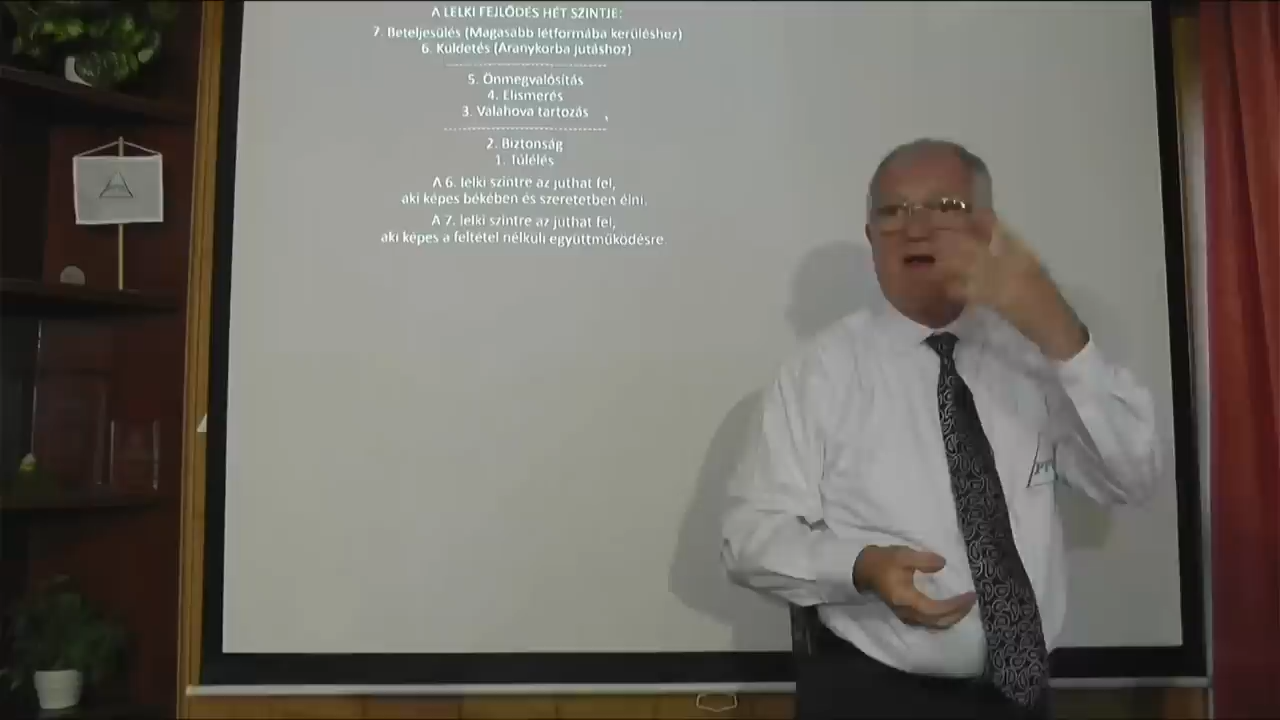 A LELKI FEJLŐDÉS HÉT SZINTJE:
7. Beteljesülés (Magasabb létformába kerüléshez)
6. Küldetés (Aranykorba jutáshoz)
5. Önmegvalósítás
4. Elismerés
3. Valahova tartozás
2. Biztonság
1. Túlélés
A 6. lelki szintre az juthat fel,
aki képes békében és szeretetben élni.
A 7. lelki szintre az juthat fel,
aki képes a feltétel nélküli együttműködésre.